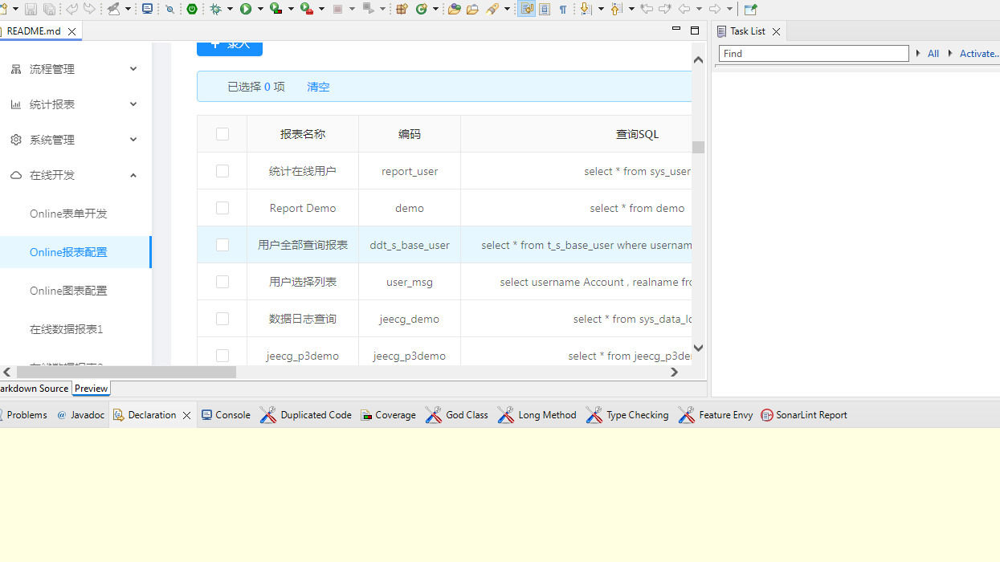 README.md
Task List
Find
All
Activate...
录入
流程管理
统计报表
系统管理
在线开发
Online表单开发
Online报表配置
Online图表配置
在线数据报表1
已选择 0 项 清空
报表名称 编码 查询SQL
统计在线用户 report_user select * from sys_user
Report Demo demo select * from demo
用户全部查询报表 ddt_s_base_user select * from t_s_base_user where usernam
用户选择列表 user_msg select username Account , realname fro
数据日志查询 jeecg_demo select * from sys_data_lo
jeecg_p3demo jeecg_p3demo select * from jeecg_p3de
arkdown Source Preview
Problems @ Javadoc Declaration Console Duplicated Code Coverage God Class Long Method Type Checking Feature Envy SonarLint Report